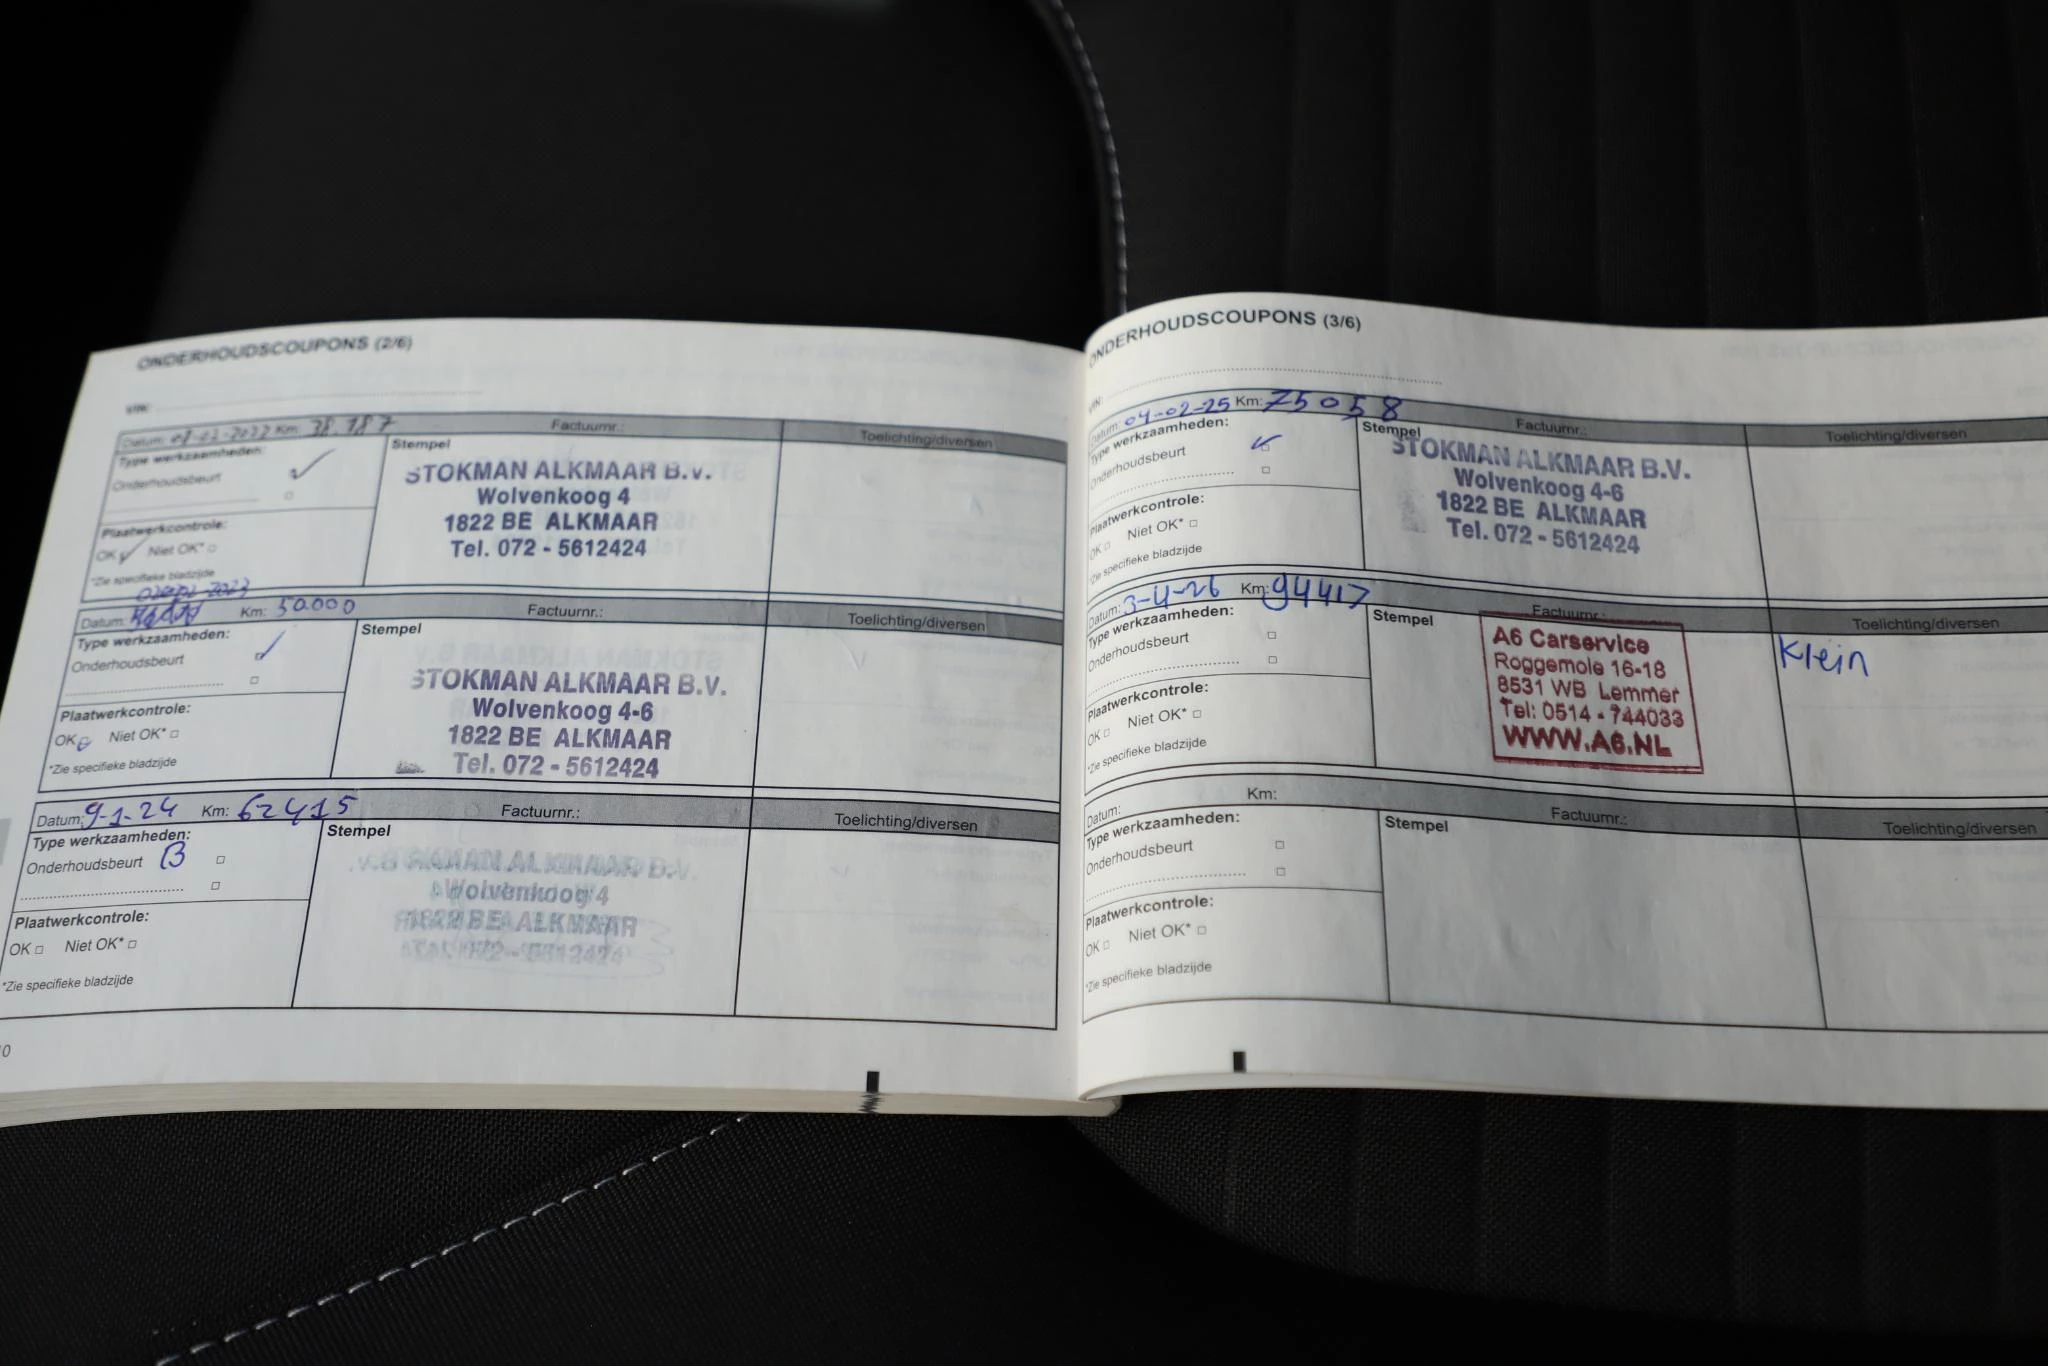 ONDERHOUDSCOUPONS (2/6)
VIN:
Datum: 08-02-2022 Km: 38.187 Factuurnr.: Toelichting/diversen
Type werkzaamheden: Stempel
Onderhoudsbeurt
STOKMAN ALKMAAR B.V.
Wolvenkoog 4
1822 BE ALKMAAR
Tel. 072 - 5612424
Plaatwerkcontrole:
OK Niet OK*
*Zie specifieke bladzijde
Datum: Km: 50.000 Factuurnr.: Toelichting/diversen
Type werkzaamheden: Stempel
Onderhoudsbeurt
STOKMAN ALKMAAR B.V.
Wolvenkoog 4-6
1822 BE ALKMAAR
Tel. 072 - 5612424
Plaatwerkcontrole:
OK Niet OK*
*Zie specifieke bladzijde
Datum: 9-1-24 Km: 62415 Factuurnr.: Toelichting/diversen
Type werkzaamheden: Stempel
Onderhoudsbeurt B
Wolvenkoog 4
1822 BE ALKMAAR
Plaatwerkcontrole:
OK Niet OK*
*Zie specifieke bladzijde
ONDERHOUDSCOUPONS (3/6)
VIN:
Datum: 04-02-25 Km: 75058 Factuurnr.: Toelichting/diversen
Type werkzaamheden: Stempel
Onderhoudsbeurt
STOKMAN ALKMAAR B.V.
Wolvenkoog 4-6
1822 BE ALKMAAR
Tel. 072 - 5612424
Plaatwerkcontrole:
OK Niet OK*
*Zie specifieke bladzijde
Datum: 3-4-26 Km: 94417 Factuurnr.: Toelichting/diversen
Type werkzaamheden: Stempel
Onderhoudsbeurt
A6 Carservice
Roggemole 16-18
8531 WB Lemmer
Tel: 0514 - 744033
WWW.A6.NL
Klein
Plaatwerkcontrole:
OK Niet OK*
*Zie specifieke bladzijde
Datum: Km: Factuurnr.: Toelichting/diversen
Type werkzaamheden: Stempel
Onderhoudsbeurt
Plaatwerkcontrole:
OK Niet OK*
*Zie specifieke bladzijde